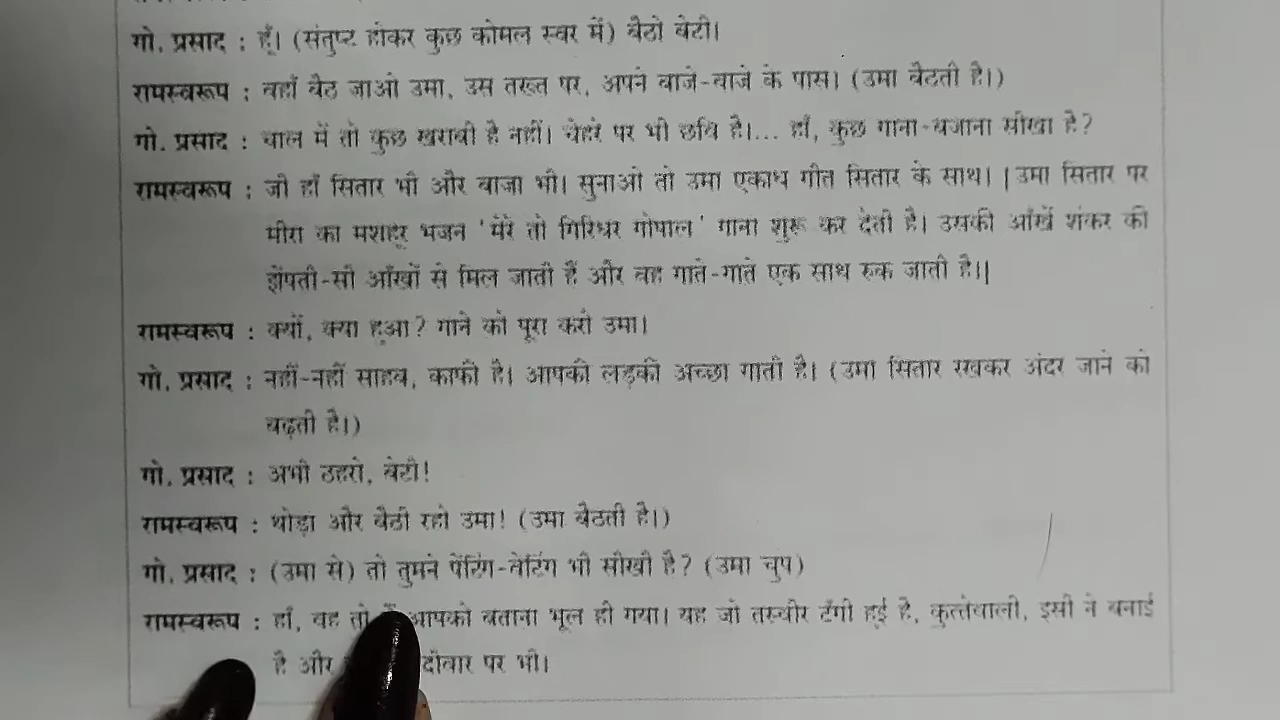 गो. प्रसाद : हूँ। (संतुष्ट होकर कुछ कोमल स्वर में) बैठो बेटी।
रामस्वरूप : वहाँ बैठ जाओ उमा, उस तख्त पर, अपने बाजे-वाजे के पास। (उमा बैठती है।)
गो. प्रसाद : चाल में तो कुछ खराबी है नहीं। चेहरे पर भी छवि है।... हाँ, कुछ गाना-बजाना सीखा है?
रामस्वरूप : जी हाँ सितार भी और बाजा भी। सुनाओ तो उमा एकाध गीत सितार के साथ। | उमा सितार पर
मीरा का मशहूर भजन 'मेरे तो गिरिधर गोपाल' गाना शुरू कर देती है। उसकी आँखें शंकर की
झेंपती-सी आँखों से मिल जाती हैं और वह गाते-गाते एक साथ रुक जाती है।|
रामस्वरूप : क्यों, क्या हुआ? गाने को पूरा करो उमा।
गो. प्रसाद : नहीं-नहीं साहब, काफी है। आपकी लड़की अच्छा गाती है। (उमा सितार रखकर अंदर जाने को
बढ़ती है।)
गो. प्रसाद : अभी ठहरो, बेटी!
रामस्वरूप : थोड़ा और बैठी रहो उमा! (उमा बैठती है।)
गो. प्रसाद : (उमा से) तो तुमने पेंटिंग-वेटिंग भी सीखी है? (उमा चुप)
रामस्वरूप : हाँ, वह तो आपको बताना भूल ही गया। यह जो तस्वीर टँगी हुई है, कुत्तेवाली, इसी ने बनाई
है और दीवार पर भी।